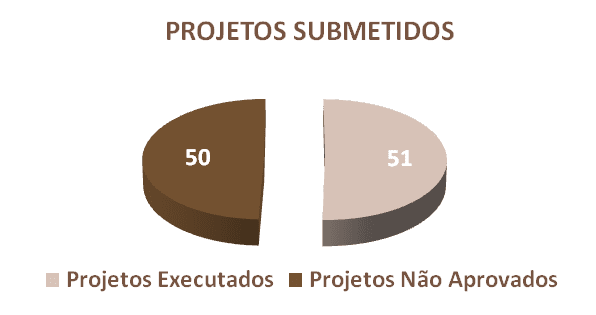 PROJETOS SUBMETIDOS
50
51
Projetos Executados
Projetos Não Aprovados